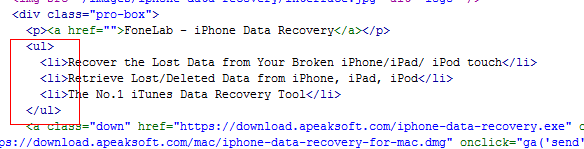 <div class="pro-box">
<p><a href="">FoneLab - iPhone Data Recovery</a></p>
<ul>
<li>Recover the Lost Data from Your Broken iPhone/iPad/ iPod touch</li>
<li>Retrieve Lost/Deleted Data from iPhone, iPad, iPod</li>
<li>The No.1 iTunes Data Recovery Tool</li>
</ul>
<a class="down" href="https://download.apeaksoft.com/iphone-data-recovery.exe"
ps://download.apeaksoft.com/mac/iphone-data-recovery-for-mac.dmg" onclick="ga('send'